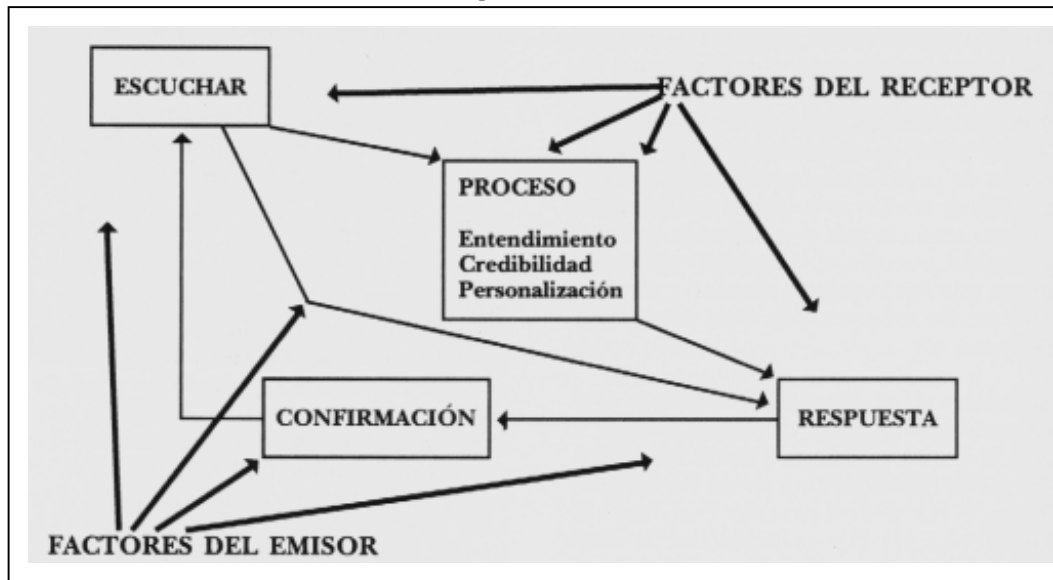 ESCUCHAR
FACTORES DEL RECEPTOR
PROCESO
Entendimiento
Credibilidad
Personalización
CONFIRMACIÓN
RESPUESTA
FACTORES DEL EMISOR